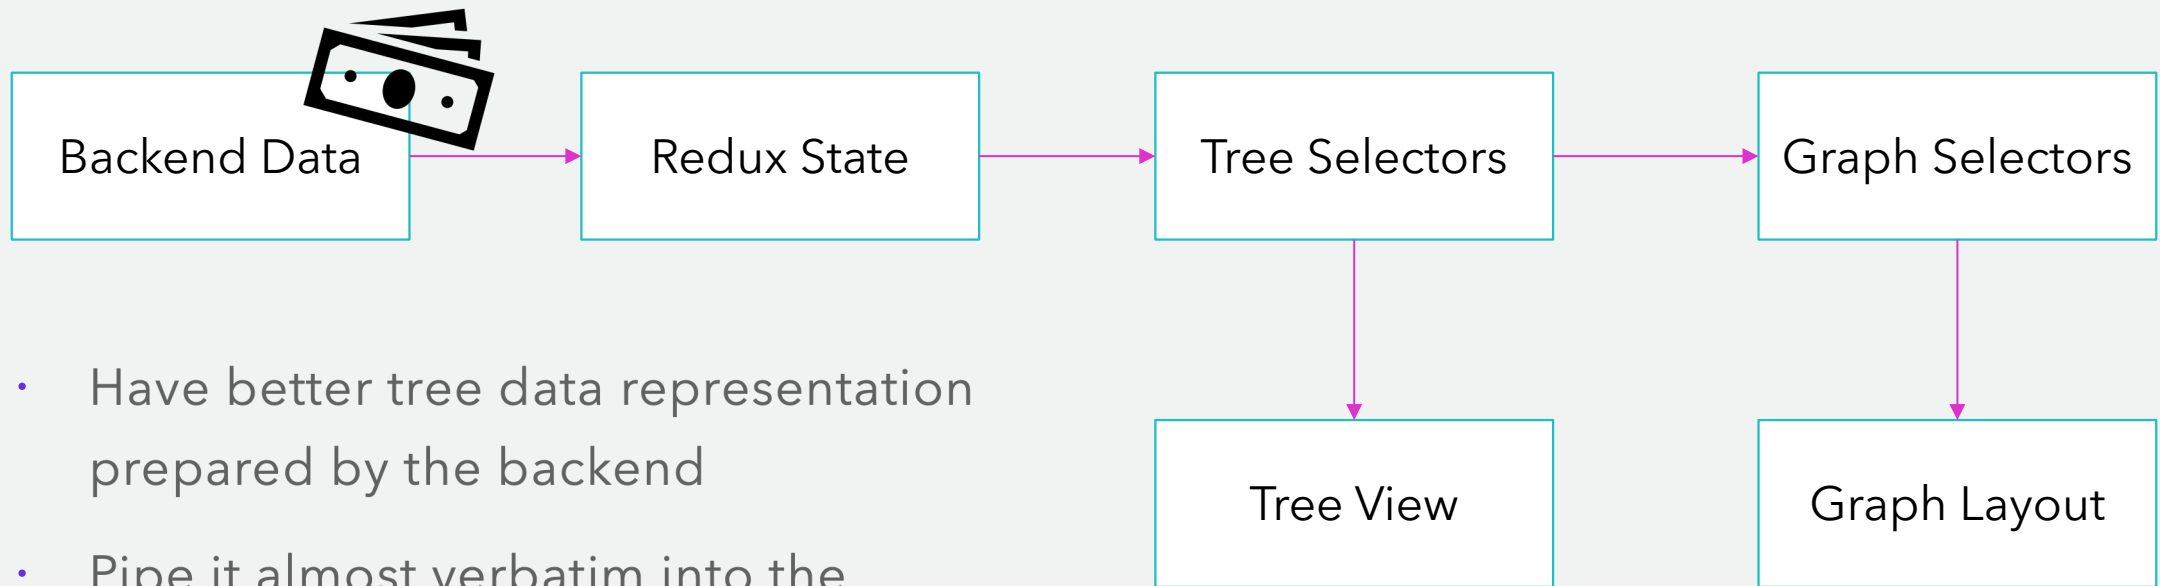 Backend Data
Redux State
Tree Selectors
Graph Selectors
Have better tree data representation
prepared by the backend
Pipe it almost verbatim into the
Tree View
Graph Layout